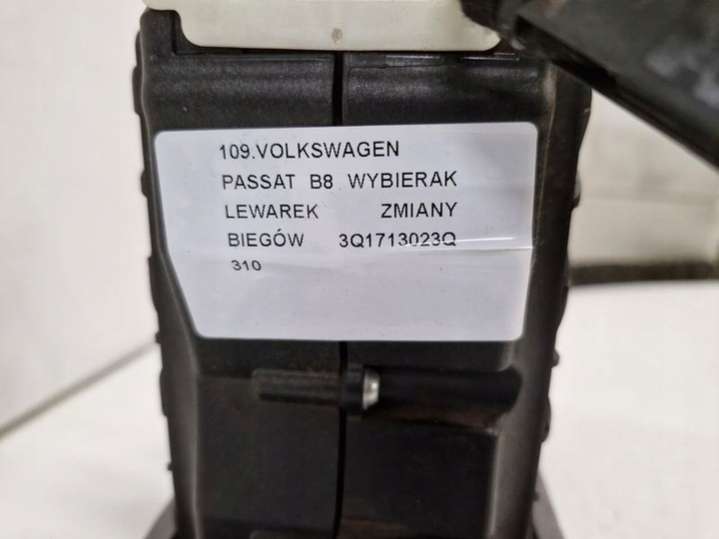 109.VOLKSWAGEN
PASSAT B8 WYBIERAK
LEWAREK ZMIANY
BIEGÓW 3Q1713023Q
310